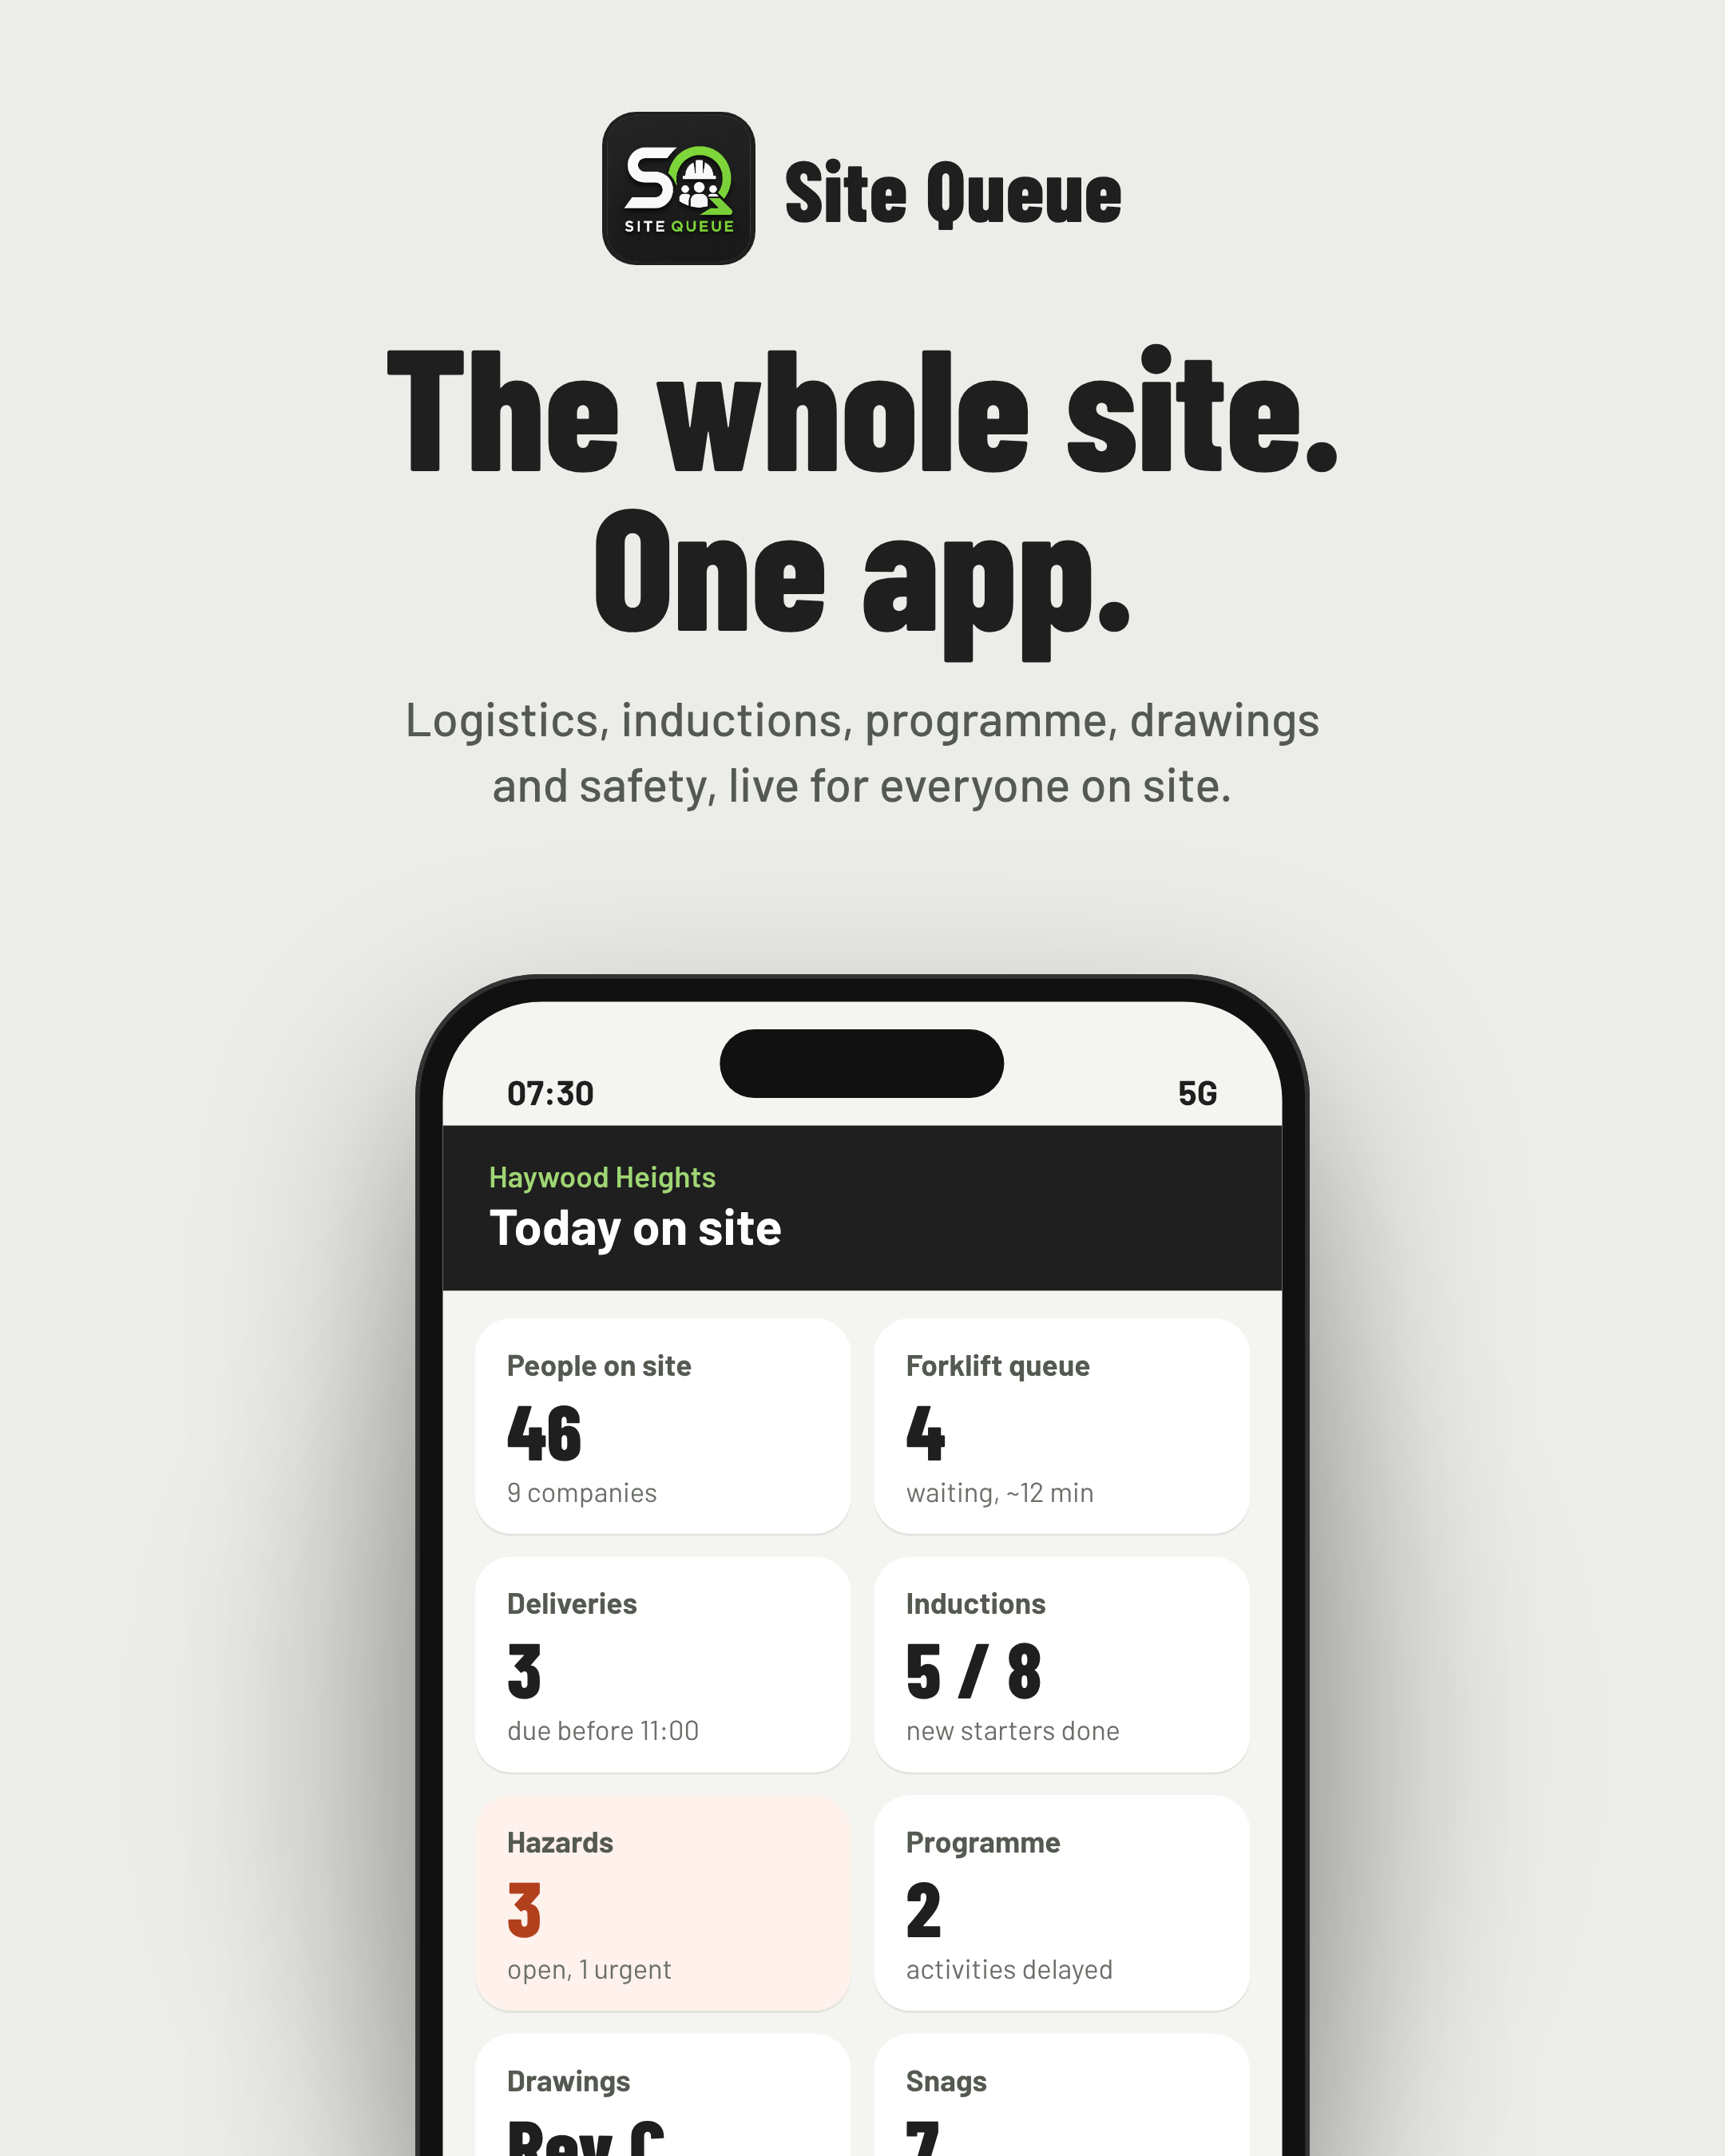 SQ
SITE QUEUE
Site Queue
The whole site.
One app.
Logistics, inductions, programme, drawings
and safety, live for everyone on site.
07:30
5G
Haywood Heights
Today on site
People on site
46
9 companies
Forklift queue
4
waiting, ~12 min
Deliveries
3
due before 11:00
Inductions
5 / 8
new starters done
Hazards
3
open, 1 urgent
Programme
2
activities delayed
Drawings
Rev C
Snags
7